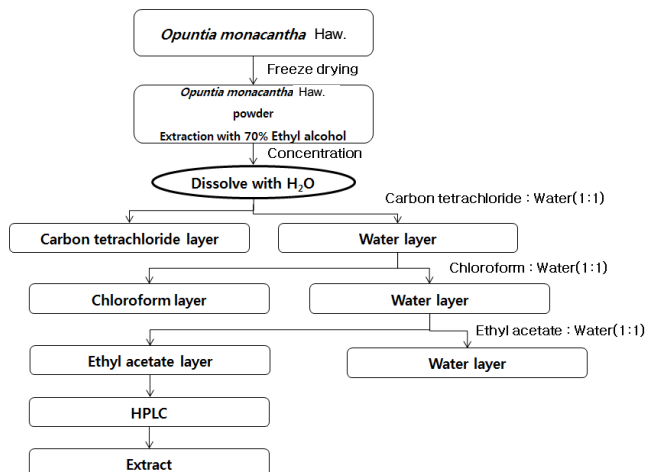 Opuntia monacantha Haw.
Freeze drying
Opuntia monacantha Haw.
powder
Extraction with 70% Ethyl alcohol
Concentration
Dissolve with H₂O
Carbon tetrachloride : Water(1:1)
Carbon tetrachloride layer
Water layer
Chloroform : Water(1:1)
Chloroform layer
Water layer
Ethyl acetate : Water(1:1)
Ethyl acetate layer
Water layer
HPLC
Extract